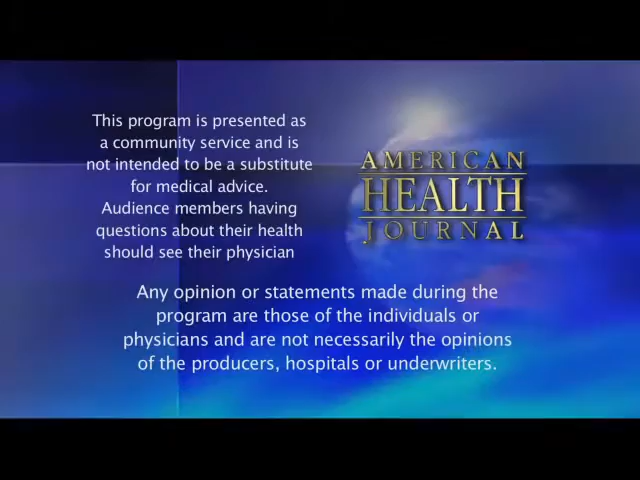 This program is presented as
a community service and is
not intended to be a substitute
for medical advice.
Audience members having
questions about their health
should see their physician
AMERICAN
HEALTH
JOURNAL
Any opinion or statements made during the
program are those of the individuals or
physicians and are not necessarily the opinions
of the producers, hospitals or underwriters.